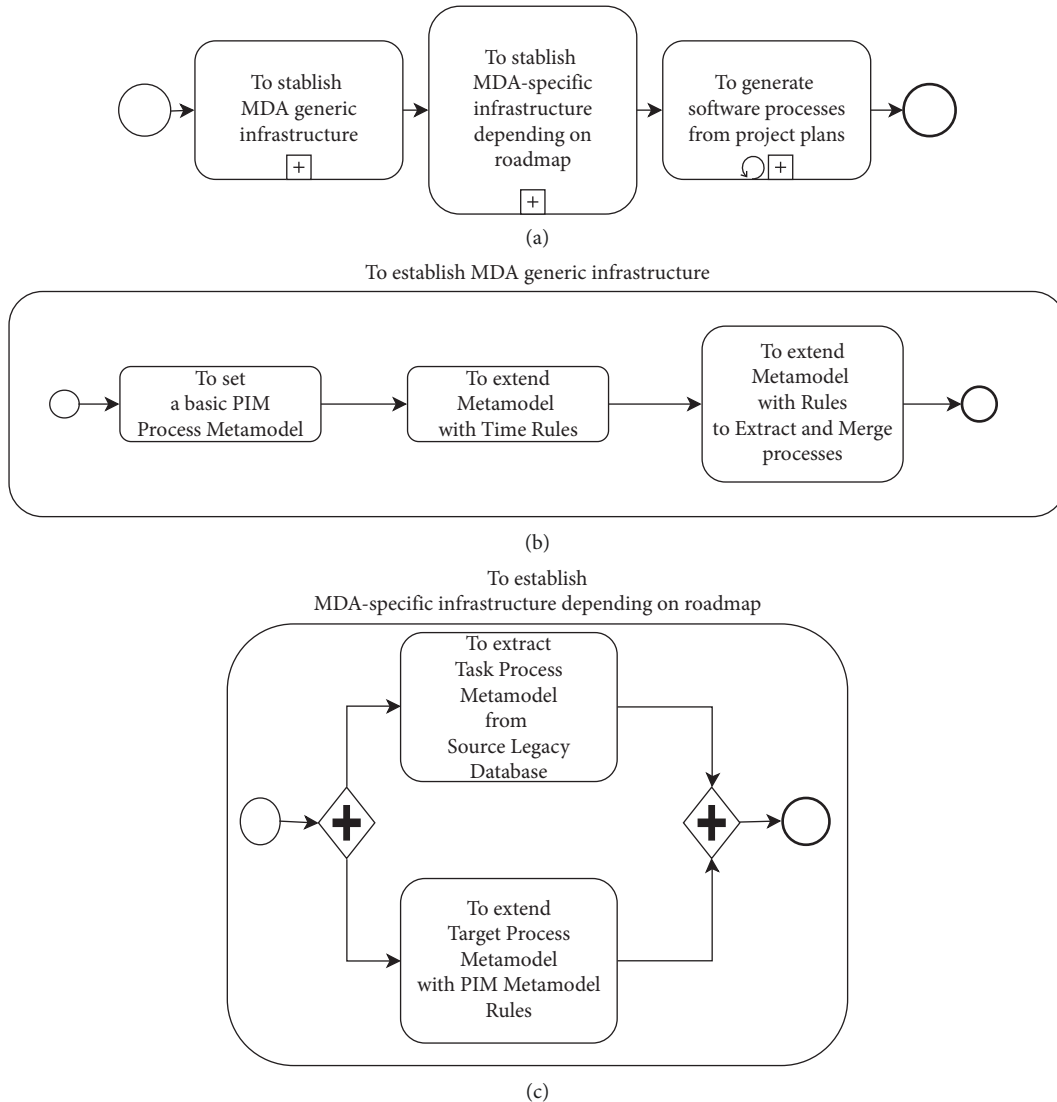 To stablish
MDA generic
infrastructure
+
To stablish
MDA-specific
infrastructure
depending on
roadmap
+
To generate
software processes
from project plans
+
(a)
To establish MDA generic infrastructure
To set
a basic PIM
Process Metamodel
To extend
Metamodel
with Time Rules
To extend
Metamodel
with Rules
to Extract and Merge
processes
(b)
To establish
MDA-specific infrastructure depending on roadmap
To extract
Task Process
Metamodel
from
Source Legacy
Database
To extend
Target Process
Metamodel
with PIM Metamodel
Rules
(c)